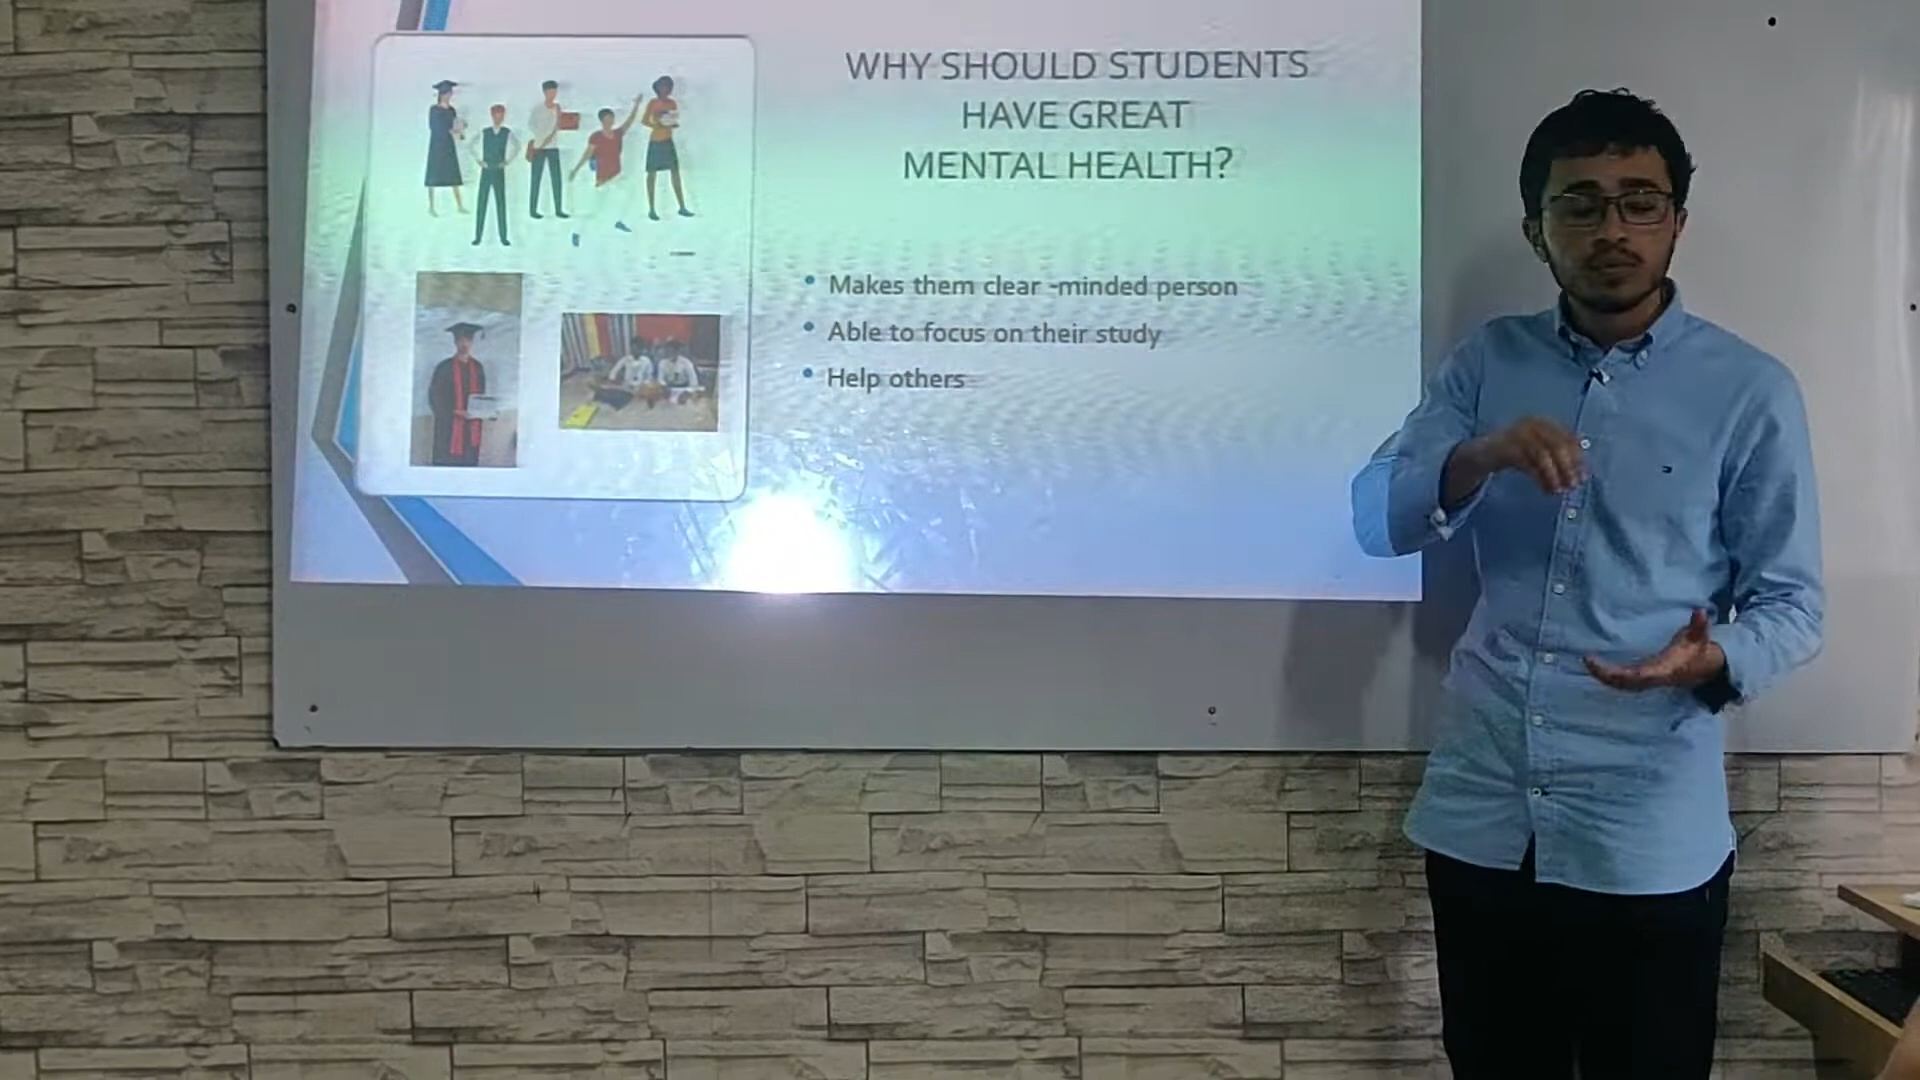 WHY SHOULD STUDENTS
HAVE GREAT
MENTAL HEALTH?
• Makes them clear -minded person
• Able to focus on their study
• Help others